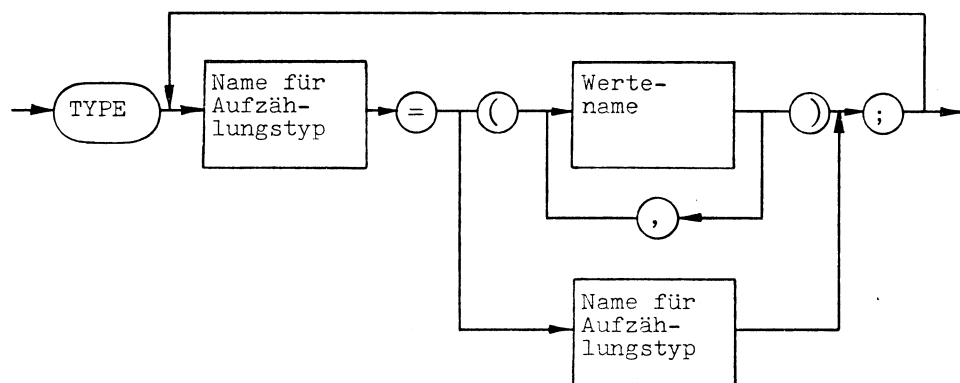 TYPE
Name für
Aufzäh-
lungstyp
=
(
Werte-
name
)
;
,
Name für
Aufzäh-
lungstyp